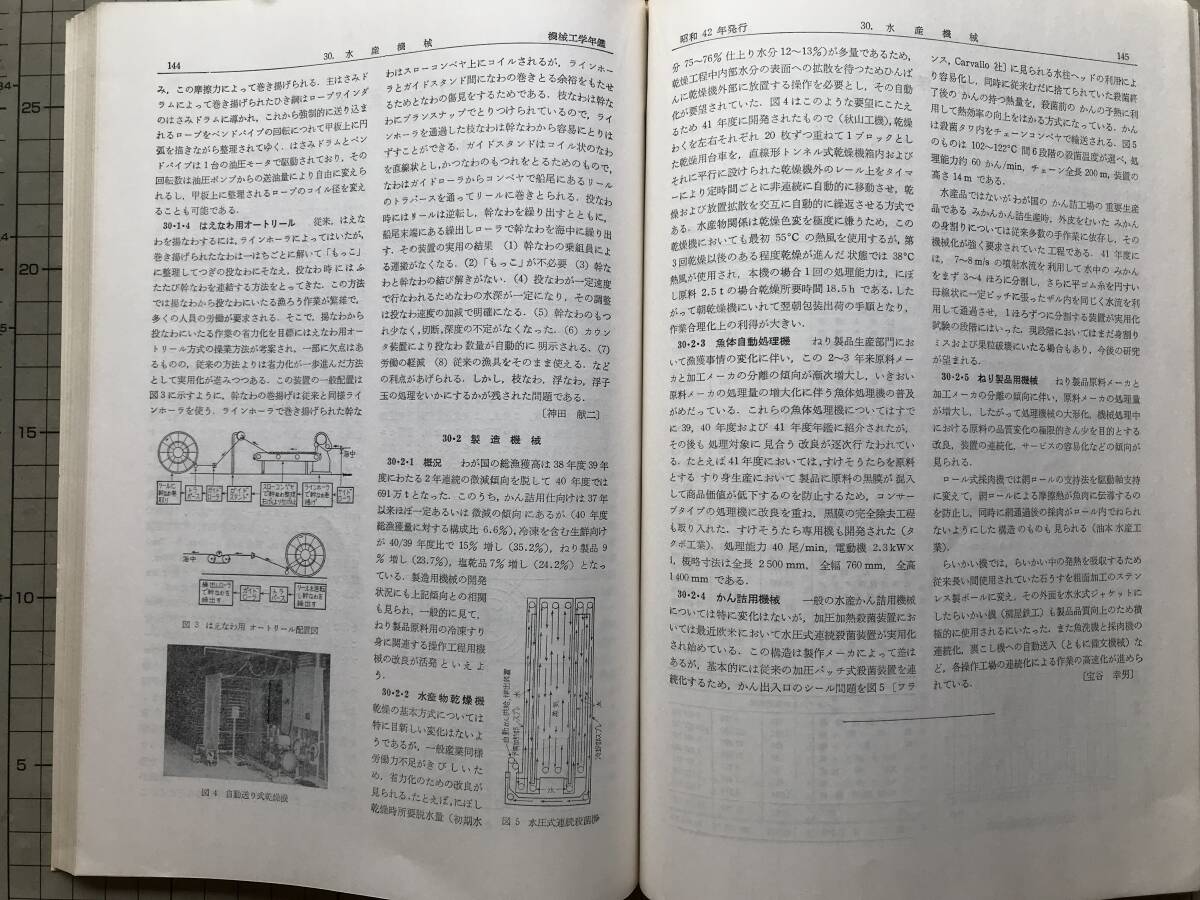 144
30. 水産機械
機械工学年鑑
み，この摩擦力によって巻き揚げられる．主はさみド
ラムによって巻き揚げられたひき綱はロープラインダ
のはさみドラムに導かれ，これから強制的に送り込ま
れるロープをベンドパイプの回転につれて甲板上に円
弧を描きながら整理されてゆく．はさみドラムとベン
ドパイプは1台の油圧モータで駆動されており，その
回転数は油圧ポンプからの送油量により自由に変えら
れるし，甲板上に整理されるロープのコイル径を変え
ることも可能である．
30·1·4 はえなわ用オートリール　従来，はえな
わを揚なわするには，ラインホーラによってはいたが，
巻き揚げられたなわは一はちごとに解いて「もっこ」
に整理してつぎの投なわにそなえ，投なわ時にはふ
たたび幹なわを連結する方法をとってきた．この方法
では揚なわから投なわにいたる漁ろう作業が繁雑で，
多くの人員の労働が要求される．そこで，揚なわから
投なわにいたる作業の省力化を目標にはえなわ用オー
トリール方式の操業方法が考案され，一部に欠点はあ
るものの，従来の方法よりは省力化が一歩進んだ方法
として実用化が進みつつある．この装置の一般配置は
図3に示すように，幹なわの巻揚げは従来と同様ライ
ンホーラを使う．ラインホーラで巻き揚げられた幹な
海中
海中
図3 はえなわ用 オートリール配置図
図4 自動送り式乾燥機
わはスローコンベヤ上にコイルされるが，ラインホー
ラとガイドスタンド間になわの巻きとる余裕をもたせ
るためとなわの傷見をするためである．枝なわは幹な
わにブランスナップでとりつけられているので，ライ
ンホーラを通過した枝なわは幹なわから容易にとりは
ずすことができる．ガイドスタンドはコイル状のなわ
を直線状とし，かつなわのもつれをとるためのもので，
なわはガイドローラからコンベヤで船尾にあるリール
のトラバースを通ってリールに巻きとられる．投なわ
時にはリールは逆転し，幹なわを繰り出すとともに，
船尾末端にある繰出しローラで幹なわを海中に繰り出
す．その装置の実用の結果 （1）幹なわの乗組員によ
る運搬がなくなる．（2）「もっこ」が不必要（3）幹な
わと幹なわの結び解きがない．（4）投なわが一定速度
で行なわれるためなわの水深が一定になり，その調整
は投なわ速度の加減で明確になる．（5）幹なわのもつ
れ少なく，切断，深度の不定がなくなった．（6）カウン
タ装置により投なわ数量が自動的に明示される．（7）
労働の軽減（8）従来の漁具をそのまま使える．など
の利点があげられる．しかし，枝なわ，浮なわ，浮子
玉の処理をいかにするかが残された問題である．
〔神田 献二〕
30·2 製造機械
30·2·1 概況　わが国の総漁獲高は38年度39年
度にわたる2年連続の微減傾向を脱して 40年度では
691万tとなった．このうち，かん詰用仕向けは37年
以来ほぼ一定あるいは微減の傾向にあるが（40年度
総漁獲量に対する構成比6.6%），冷凍を含む生鮮向け
が40/39年度比で15%増し（35.2%），ねり製品9
%増し（23.7%），塩乾品7%増し（24.2%）となっ
ている．製造用機械の開発
状況にも上記傾向との相関
も見られ，一般的に見て，
ねり製品原料用の冷凍すり
身に関連する操作工程用機
械の改良が活発といえよ
う．
30·2·2 水産物乾燥機
乾燥の基本方式については
特に目新しい変化はないよ
うであるが，一般産業同様
労働力不足がきびしいた
め，省力化のための改良が
見られる．たとえば，にぼし
乾燥時所要脱水量（初期水
図5 水圧式連続殺菌機
昭和42年発行
30. 水産機械
145
分75~76%仕上り水分12~13%）が多量であるため，
乾燥工程中内部水分の表面への拡散を待つためひんぱ
んに乾燥機外部に放置する操作を必要とし，その自動
化が要望されていた．図4はこのような要望にこたえ
るため41年度に開発されたもので（秋山工機），乾燥
わくを左右それぞれ20枚ずつ重ねて1ブロックとし
た乾燥用台車を，直線形トンネル式乾燥機箱内および
それに平行に設けられた乾燥機外のレール上をタイマ
ーにより定時間ごとに非連続に自動的に移動させ，乾
燥および放置拡散を交互に自動的に繰返させる方式で
ある．水産物関係は乾燥色変を極度に嫌うため，この
乾燥機においても最初55°Cの熱風を使用するが，第
3回乾燥以後のある程度乾燥が進んだ状態では38°C
熱風が使用され，本機の場合1回の処理能力は，にぼ
し原料2.5tの場合乾燥所要時間18.5hである．した
がって朝乾燥機にいれて翌朝包装出荷の手順となり，
作業合理化上の利得が大きい．
30·2·3 魚体自動処理機　ねり製品生産部門にお
いて漁獲事情の変化に伴い，この2~3年来原料メー
カと加工メーカの分離の傾向が漸次増大し，いきおい
原料メーカの処理量の増大化に伴う魚体処理機の普及
がめだっている．これらの魚体処理機についてはすで
に39，40年度および41年度年鑑に紹介されたが，
その後も処理対象に見合う改良が逐次行なわれてい
る．たとえば41年度においては，すけそうたらを原料
とするすり身生産において製品に原料の黒膜が混入
して商品価値が低下するのを防止するため，コンサー
ブタイプの処理機に改良を重ね，黒膜の完全除去工程
も取り入れた．すけそうたら専用機も開発された（タ
クボ工業）．処理能力40尾/min，電動機2.3kW×
1，概略寸法は全長2500mm，全幅760mm，全高
1400mmである．
30·2·4 かん詰用機械　一般の水産かん詰用機械
については特に変化はないが，加圧加熱殺菌装置にお
いては最近欧米において水圧式連続殺菌装置が実用化
され始めている．この構造は製作メーカによって差は
あるが，基本的には従来の加圧バッチ式殺菌装置を連
続化するため，かん出入口のシール問題を図5〔フラ
ンス，Carvallo社〕に見られる水柱ヘッドの利用によ
り容易化し，同時に従来むだに捨てられていた殺菌終
了後のかんの持つ熱量を，殺菌前のかんの予熱に利
用して熱効率の向上をはかる方式になっている．かん
は殺菌タワ内をチェーンコンベヤで輸送される．図5
のものは102~122°C間6段階の殺菌温度が選べ，処
理能力約60かん/min，チェーン全長200m，装置の
高さ14mである．
水産品ではないがわが国のかん詰工場の重要生産
品であるみかんかん詰生産時，外皮をむいたみかん
の身割りについては従来多数の手作業に依存し，その
機械化が強く要求されていた工程である．41年度に
は，7~8m/sの噴射水流を利用して水中のみかん
をまず3~4ほろに分割し，さらに平ゴム糸を円すい
母線状に一定ピッチに張ったザル内を同じく水流を利
用して通過させ，1ほろずつに分割する装置が実用化
試験の段階にはいった．現段階においてはまだ身割り
ミスおよび果粒破壊にいたる場合もあり，今後の研究
が望まれる．
30·2·5 ねり製品用機械　ねり製品原料メーカと
加工メーカの分離の傾向に伴い，原料メーカの処理量
が増大し，したがって処理機械の大形化，機械処理中
における原料の品質変化の極限的きん少を目的とする
改良，装置の連続化，サービスの容易化などの傾向が
見られる．
ロール式採肉機では網ロールの支持法を駆動軸支持
に変えて，網ロールによる摩擦熱が魚肉に伝導するの
を防止し，同時に網通過後の採肉がロール内でねられ
ないようにした構造のものも見られる（油本水産工
業）．
らいかい機では，らいかい中の発熱を吸収するため
従来長い間使用されていた石うすを粗面加工のステン
レス製ボールに変え，その外面を水氷式ジャケットに
したらいかい機（梶屋鉄工）も製品品質向上のため積
極的に使用されるにいたった．また魚洗機と採肉機の
連続化，裏こし機への自動送入（ともに備文機械）な
ど，各操作工場の連続化による作業の高速化が進めら
れている．
〔宝谷 幸男〕